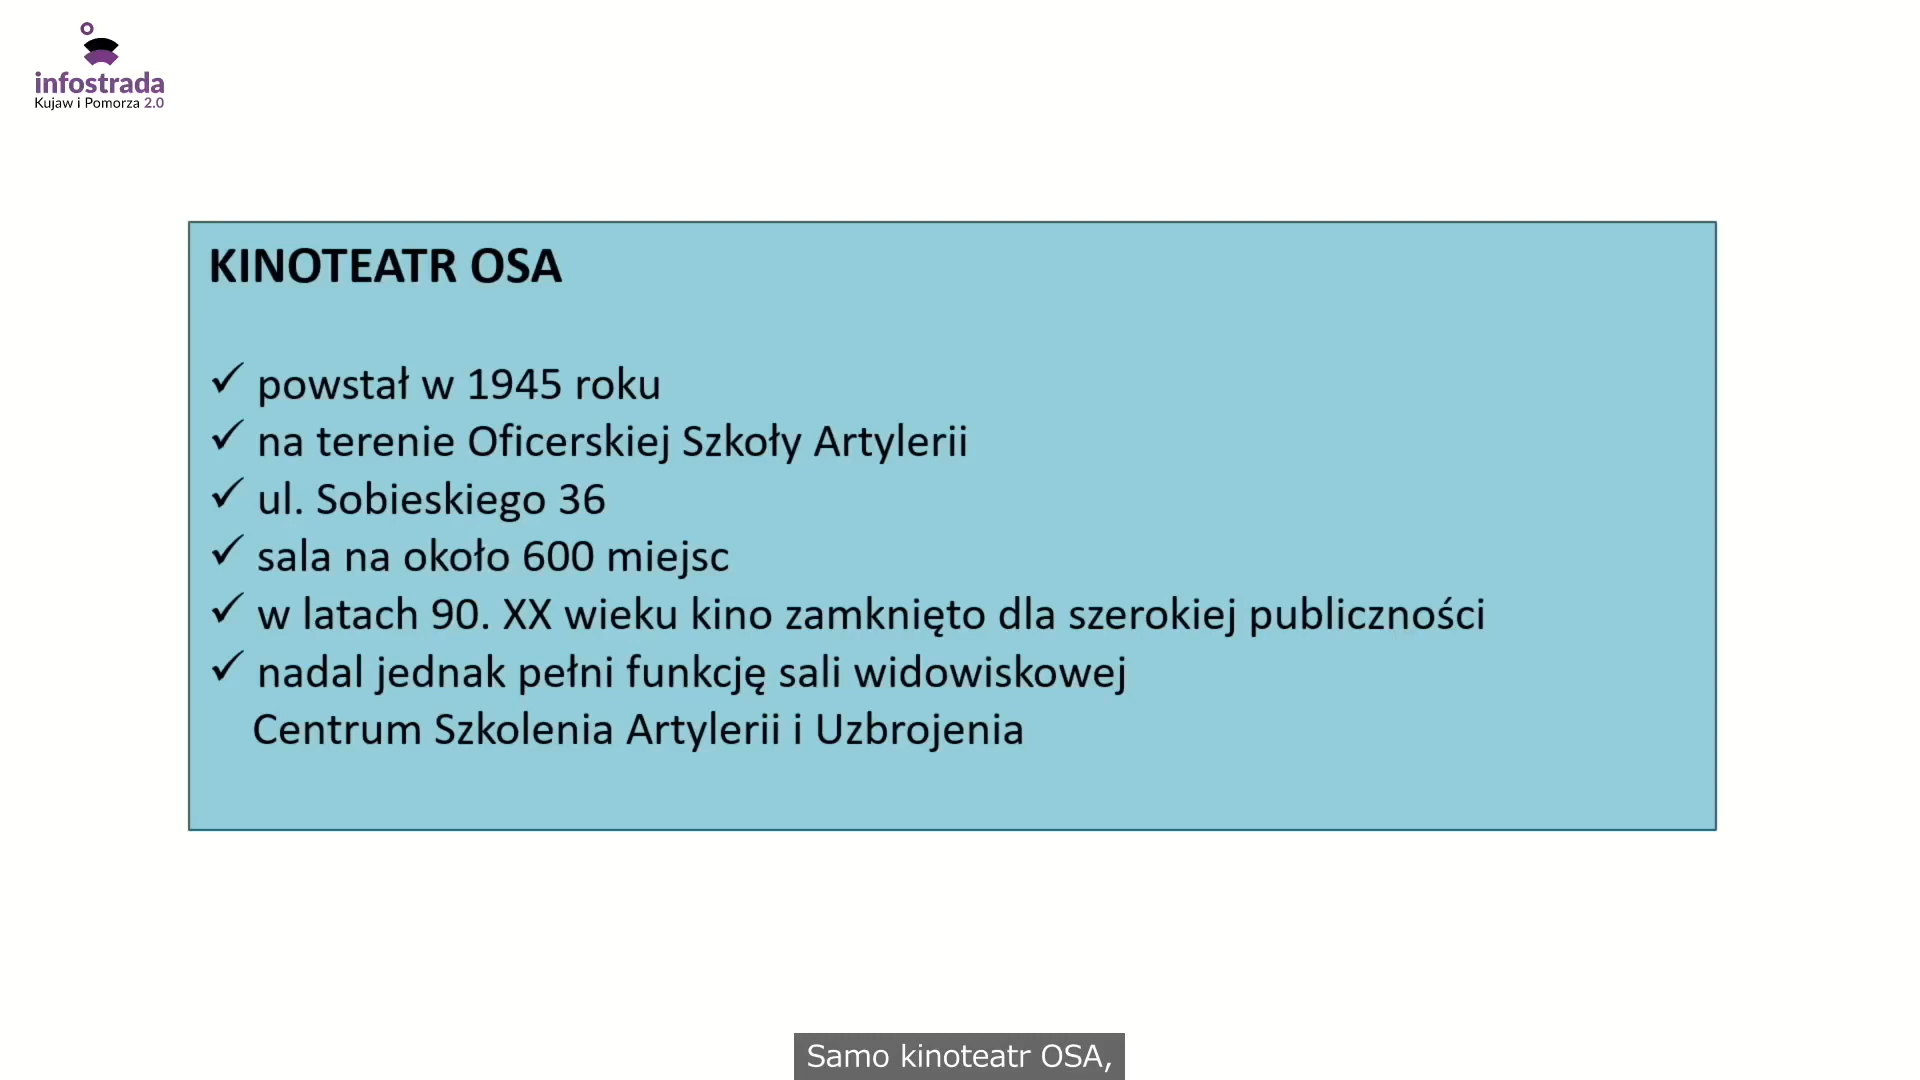 infostrada
Kujaw i Pomorza 2.0
KINOTEATR OSA
✓ powstał w 1945 roku
✓ na terenie Oficerskiej Szkoły Artylerii
✓ ul. Sobieskiego 36
✓ sala na około 600 miejsc
✓ w latach 90. XX wieku kino zamknięto dla szerokiej publiczności
✓ nadal jednak pełni funkcję sali widowiskowej
Centrum Szkolenia Artylerii i Uzbrojenia
Samo kinoteatr OSA,